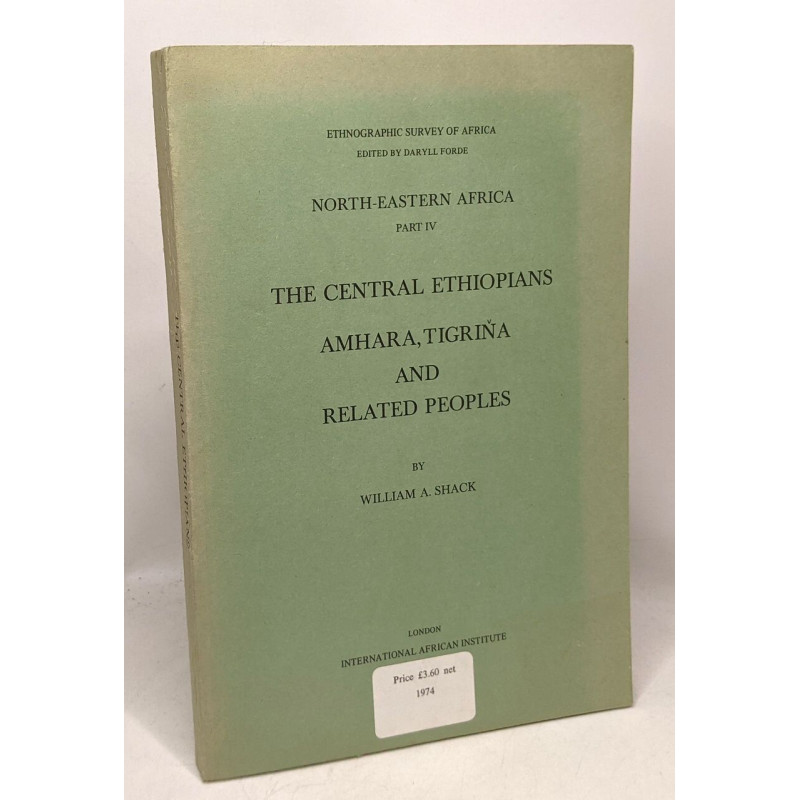 ETHNOGRAPHIC SURVEY OF AFRICA
EDITED BY DARYLL FORDE
NORTH-EASTERN AFRICA
PART IV
THE CENTRAL ETHIOPIANS
AMHARA, TIGRIŇA
AND
RELATED PEOPLES
BY
WILLIAM A. SHACK
LONDON
INTERNATIONAL AFRICAN INSTITUTE
Price £3.60 net
1974
THE CENTRAL ETHIOPIANS